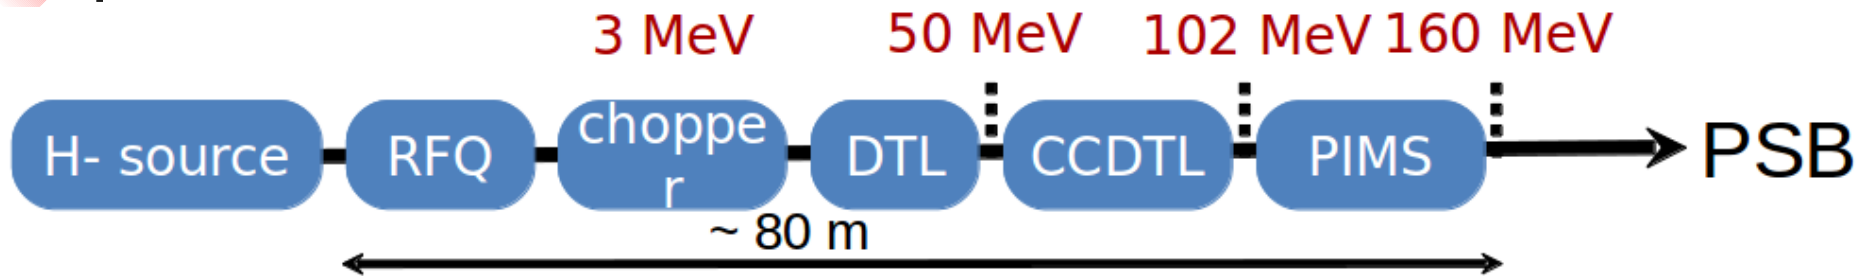 3 MeV 50 MeV 102 MeV 160 MeV
H- source RFQ choppe
r DTL CCDTL PIMS PSB
~ 80 m